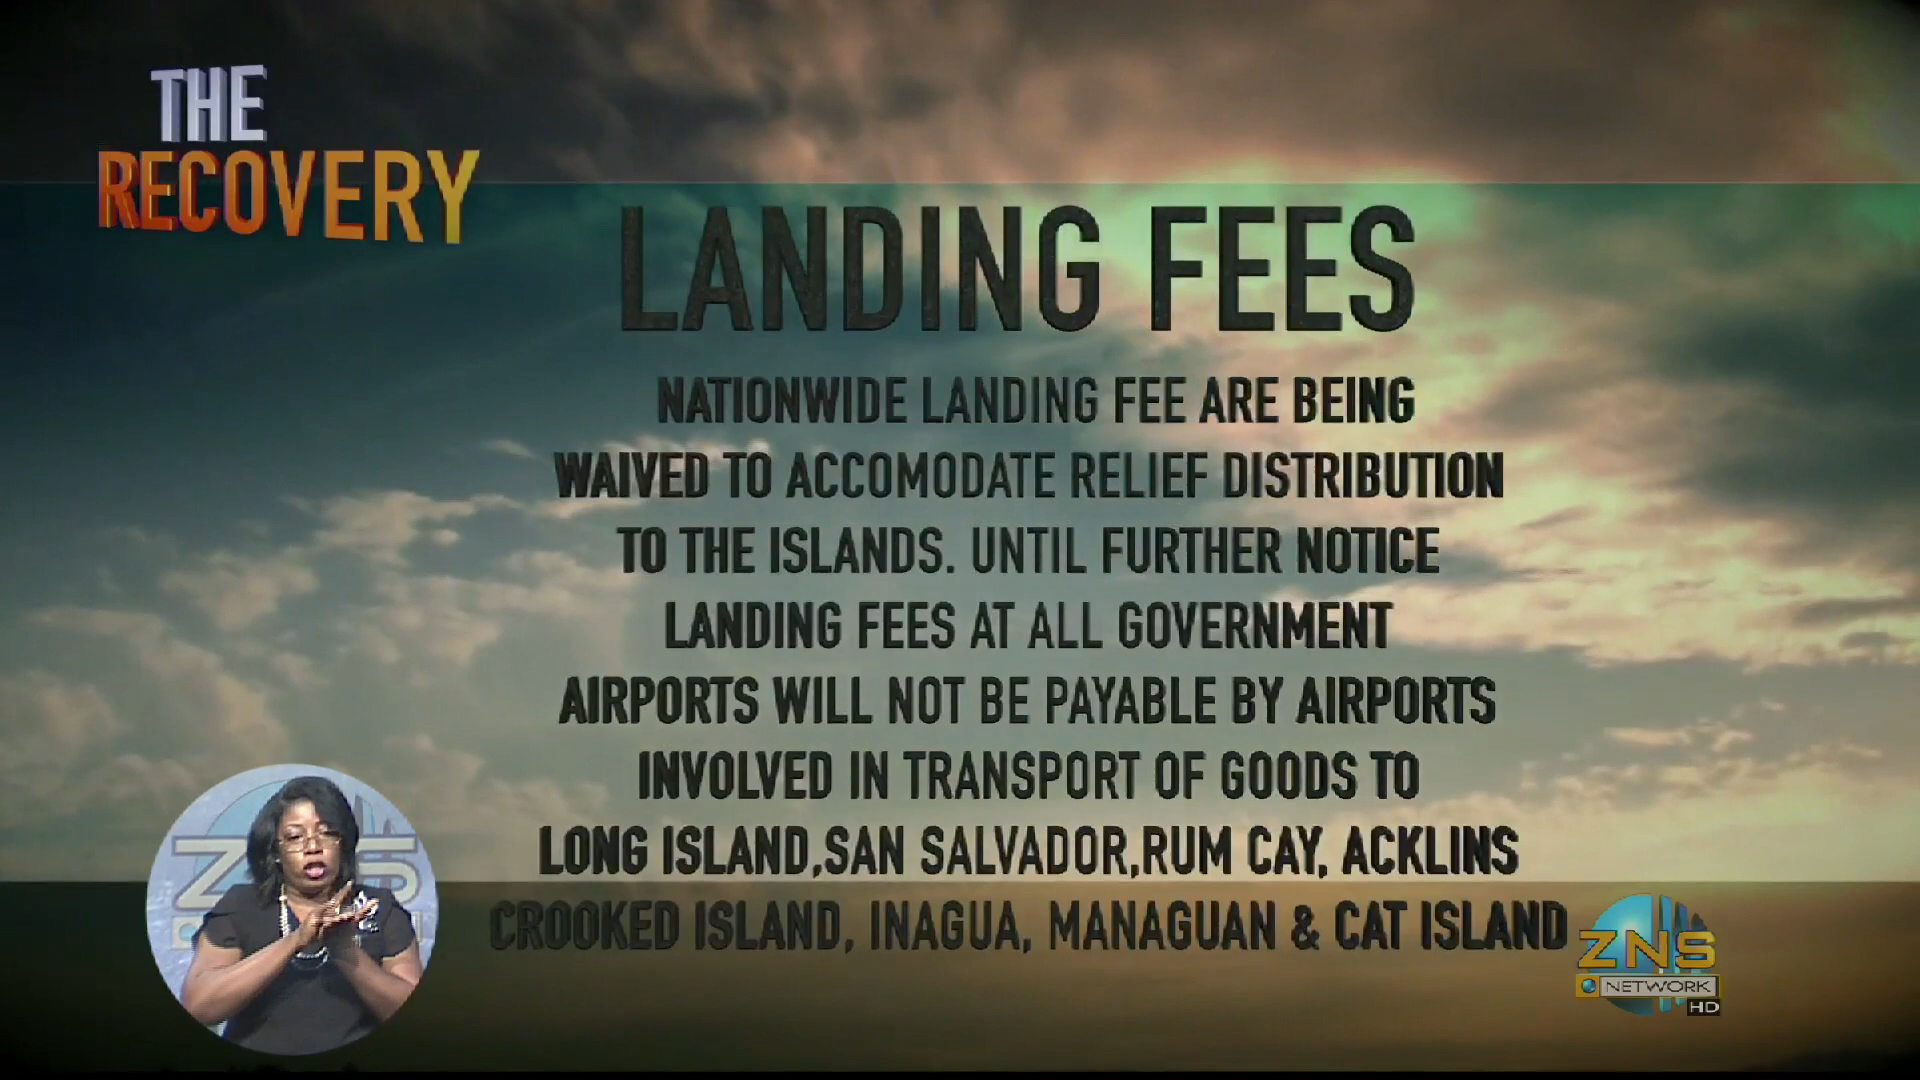 THE
RECOVERY
LANDING FEES
NATIONWIDE LANDING FEE ARE BEING
WAIVED TO ACCOMODATE RELIEF DISTRIBUTION
TO THE ISLANDS. UNTIL FURTHER NOTICE
LANDING FEES AT ALL GOVERNMENT
AIRPORTS WILL NOT BE PAYABLE BY AIRPORTS
INVOLVED IN TRANSPORT OF GOODS TO
LONG ISLAND,SAN SALVADOR,RUM CAY, ACKLINS
CROOKED ISLAND, INAGUA, MANAGUAN & CAT ISLAND
ZNS
NETWORK
HD